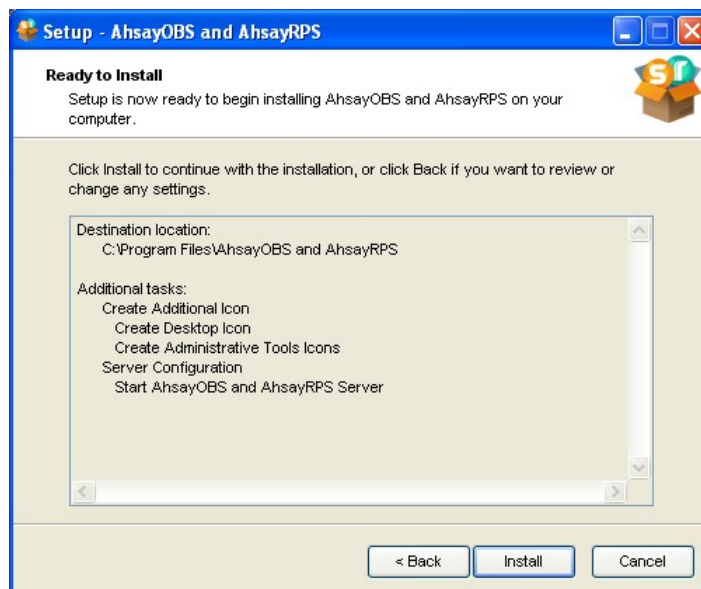 Setup - AhsayOBS and AhsayRPS
Ready to Install
Setup is now ready to begin installing AhsayOBS and AhsayRPS on your
computer.
Click Install to continue with the installation, or click Back if you want to review or
change any settings.
Destination location:
C:\Program Files\AhsayOBS and AhsayRPS
Additional tasks:
Create Additional Icon
Create Desktop Icon
Create Administrative Tools Icons
Server Configuration
Start AhsayOBS and AhsayRPS Server
< Back
Install
Cancel